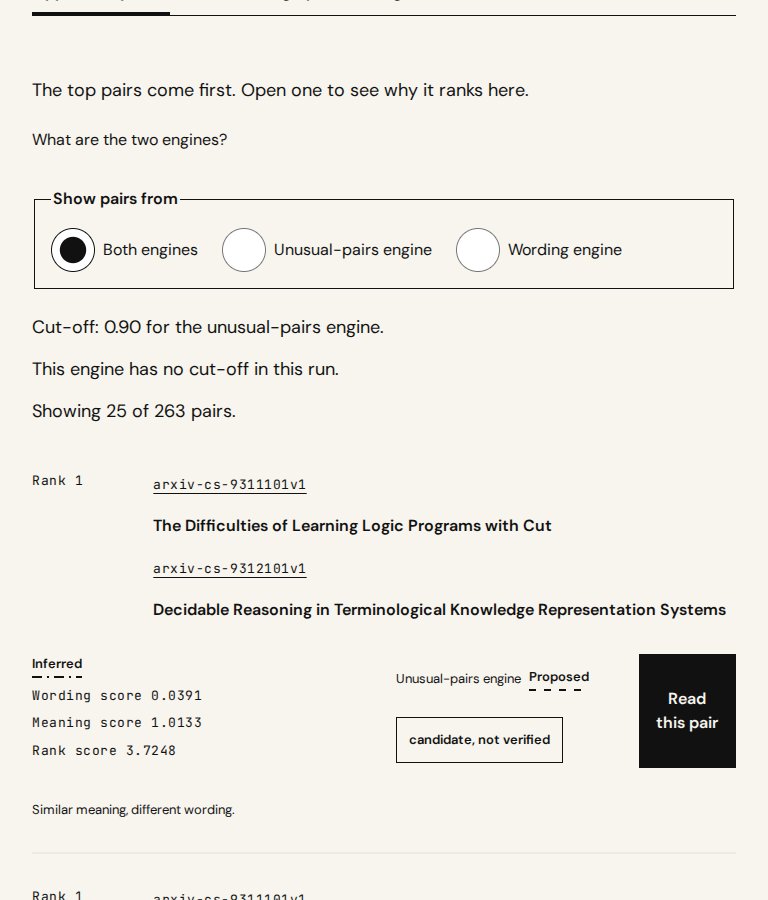 The top pairs come first. Open one to see why it ranks here.
What are the two engines?
Show pairs from
Both engines
Unusual-pairs engine
Wording engine
Cut-off: 0.90 for the unusual-pairs engine.
This engine has no cut-off in this run.
Showing 25 of 263 pairs.
Rank 1
arxiv-cs-9311101v1
The Difficulties of Learning Logic Programs with Cut
arxiv-cs-9312101v1
Decidable Reasoning in Terminological Knowledge Representation Systems
Inferred
Wording score 0.0391
Meaning score 1.0133
Rank score 3.7248
Unusual-pairs engine Proposed
candidate, not verified
Read
this pair
Similar meaning, different wording.
Rank 1
arxiv-cs-9311101v1